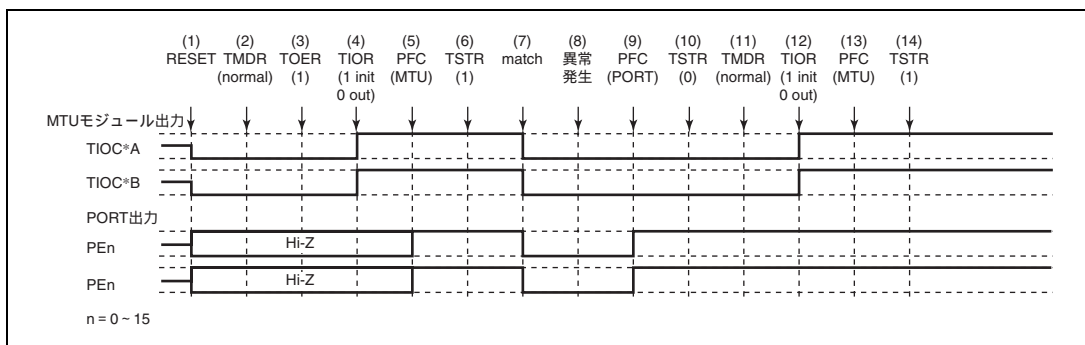 (1) (2) (3) (4) (5) (6) (7) (8) (9) (10) (11) (12) (13) (14)
RESET TMDR TOER TIOR PFC TSTR match 異常 PFC TSTR TMDR TIOR PFC TSTR
(normal) (1) (1 init (MTU) (1) 発生 (PORT) (0) (normal) (1 init (MTU) (1)
0 out) 0 out)
MTUモジュール出力
TIOC*A
TIOC*B
PORT出力
PEn Hi-Z
PEn Hi-Z
n = 0 ~ 15